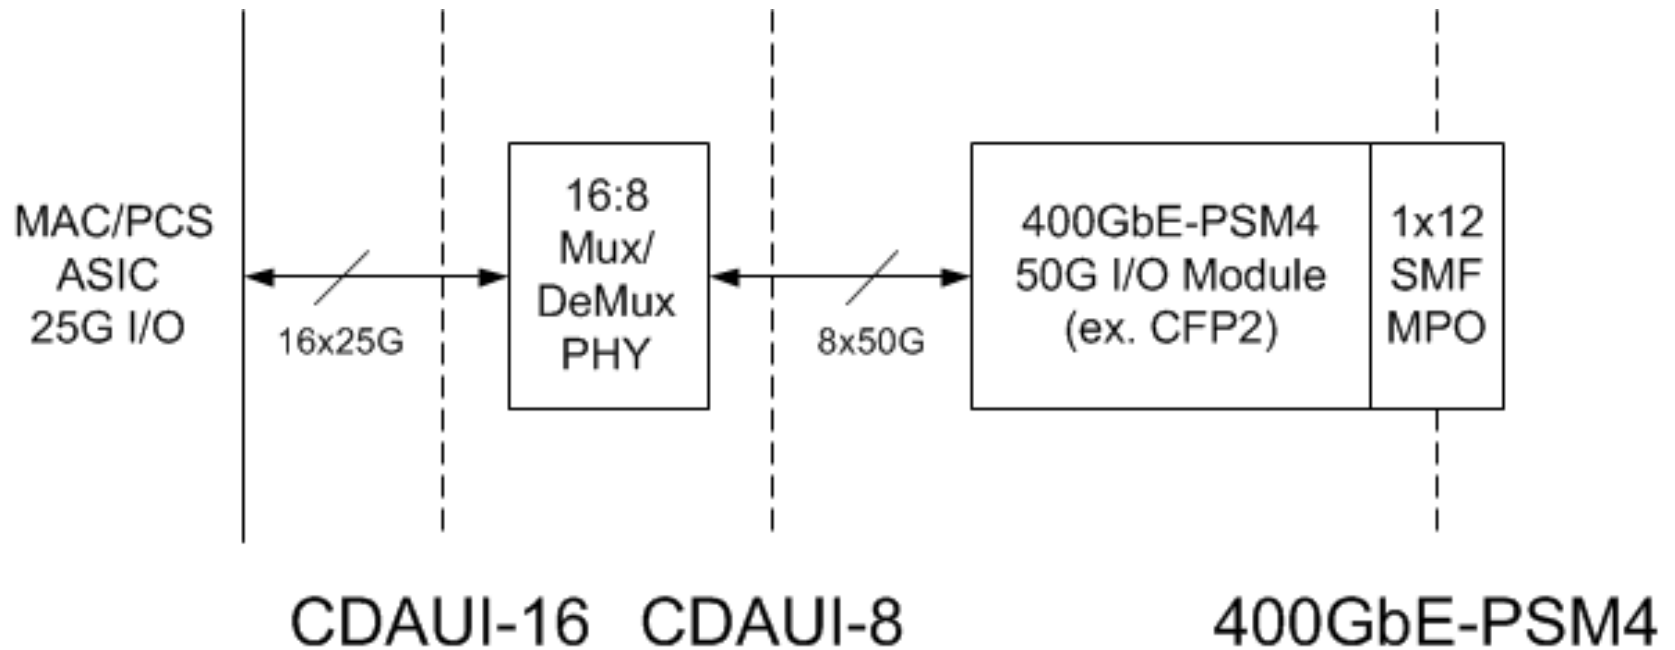 MAC/PCS
ASIC
25G I/O
16x25G
16:8
Mux/
DeMux
PHY
8x50G
400GbE-PSM4
50G I/O Module
(ex. CFP2)
1x12
SMF
MPO
CDAUI-16
CDAUI-8
400GbE-PSM4